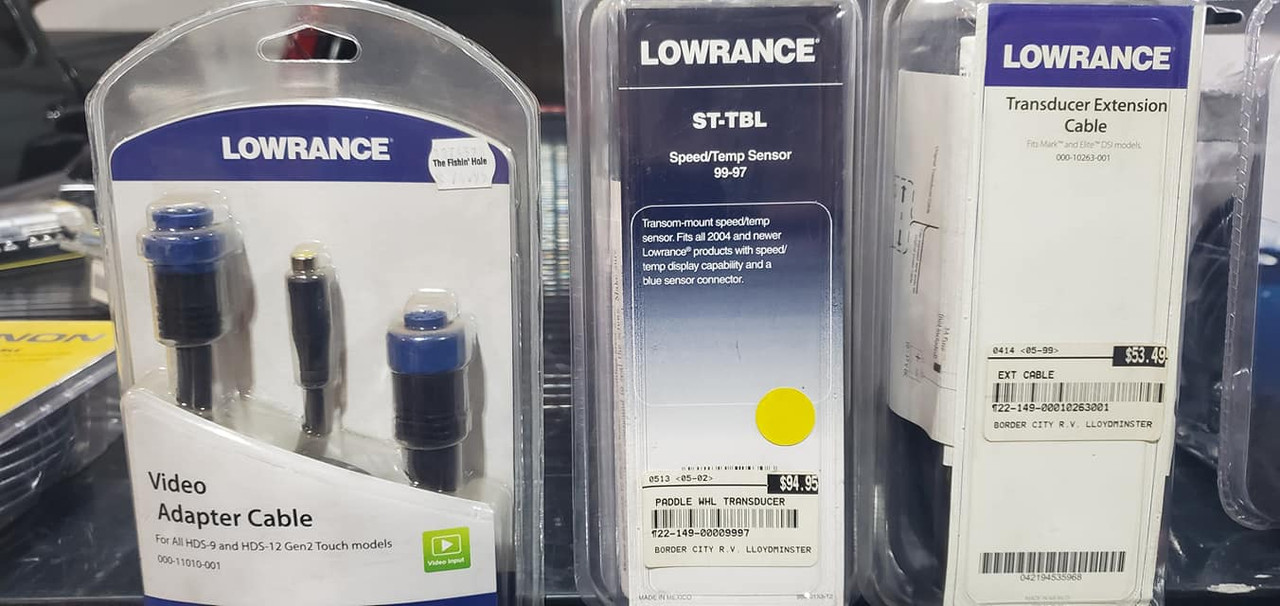 LOWRANCE®
The Fishin' Hole
Video
Adapter Cable
For All HDS-9 and HDS-12 Gen2 Touch models
000-11010-001
Video input
NON
LOWRANCE®
ST-TBL
Speed/Temp Sensor
99-97
Transom-mount speed/temp
sensor. Fits all 2004 and newer
Lowrance® products with speed/
temp display capability and a
blue sensor connector.
0513 <05-02>
$94.95
PADDLE WHL TRANSDUCER
¶22-149-00009997
BORDER CITY R.V. LLOYDMINSTER
MADE IN MEXICO
LOWRANCE®
Transducer Extension
Cable
Fits Mark™ and Elite™ DSI models.
000-10263-001
0414 <05-99>
$53.49
EXT CABLE
¶22-149-00010263001
BORDER CITY R.V. LLOYDMINSTER
042194535968